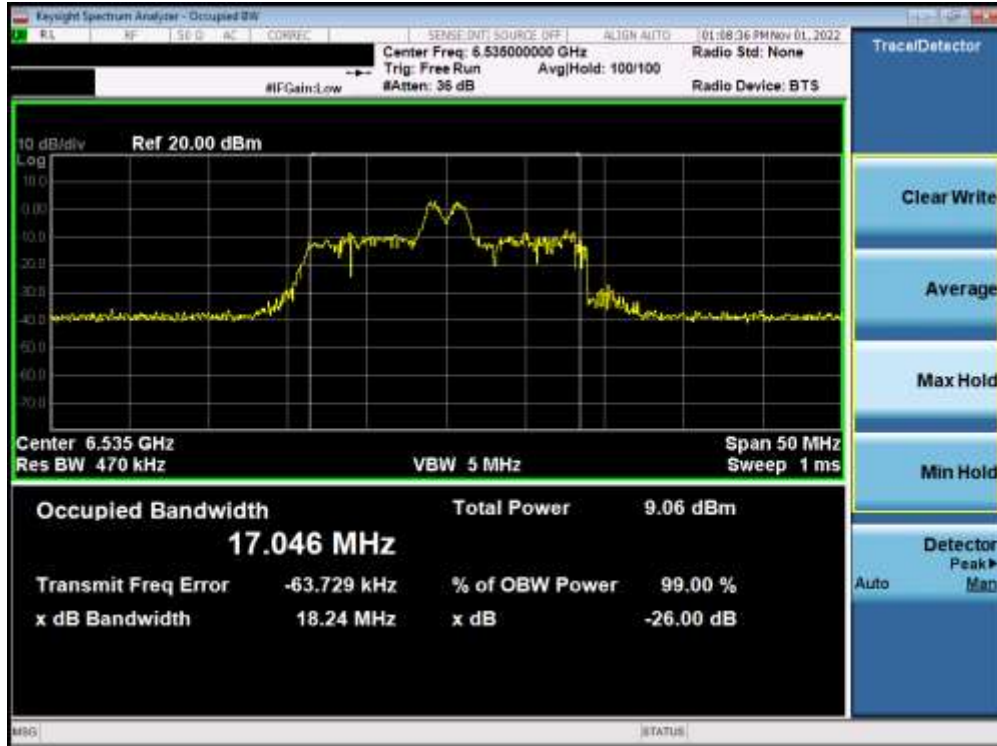 Keysight Spectrum Analyzer - Occupied BW
RL RF 50 Ω AC CORREC SENSE:INT SOURCE OFF ALIGN AUTO 01:08:36 PM Nov 01, 2022
Center Freq: 6.535000000 GHz Radio Std: None
Trig: Free Run Avg|Hold: 100/100
#IFGain:Low #Atten: 36 dB Radio Device: BTS
Trace/Detector
10 dB/div Ref 20.00 dBm
Log
10.0
0.00
-10.0
-20.0
-30.0
-40.0
-50.0
-60.0
-70.0
Center 6.535 GHz Span 50 MHz
Res BW 470 kHz VBW 5 MHz Sweep 1 ms
Occupied Bandwidth Total Power 9.06 dBm
17.046 MHz
Transmit Freq Error -63.729 kHz % of OBW Power 99.00 %
x dB Bandwidth 18.24 MHz x dB -26.00 dB
Clear Write
Average
Max Hold
Min Hold
Detector
Peak▶
Auto Man
MSG STATUS